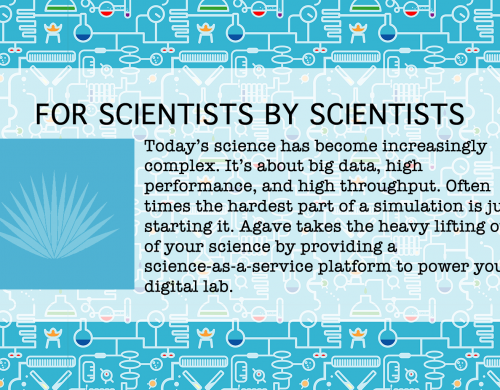 FOR SCIENTISTS BY SCIENTISTS
Today's science has become increasingly
complex. It's about big data, high
performance, and high throughput. Often
times the hardest part of a simulation is ju
starting it. Agave takes the heavy lifting o
of your science by providing a
science-as-a-service platform to power you
digital lab.